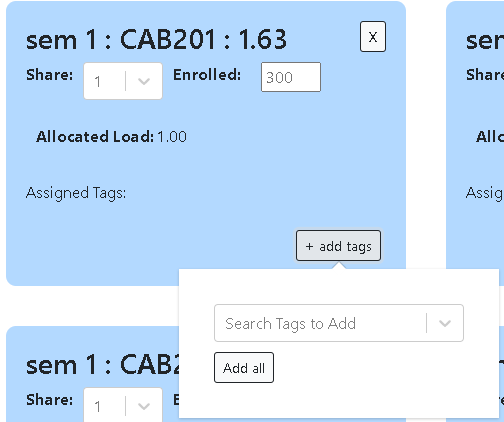 sem 1 : CAB201 : 1.63
X
Share: 1 Enrolled: 300
Allocated Load: 1.00
Assigned Tags:
+ add tags
Search Tags to Add
Add all
sem 1 : CAB2
Share: 1